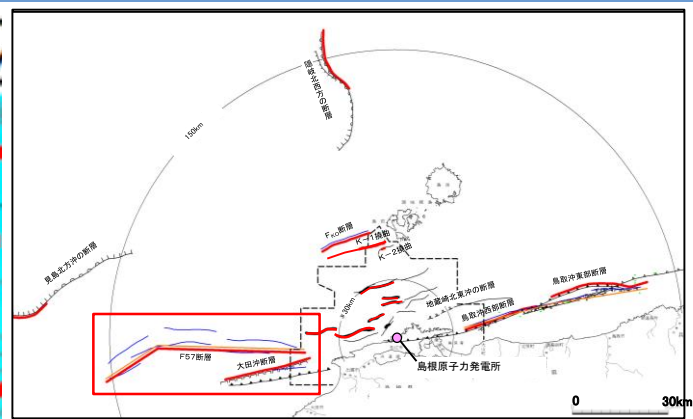 隠岐北西方の断層
150km
FKO断層
K-1撓曲
K-2撓曲
見島北方沖の断層
30km
地蔵崎北東沖の断層
鳥取沖東部断層
鳥取沖西部断層
F57断層
大田沖断層
島根原子力発電所
0 30km